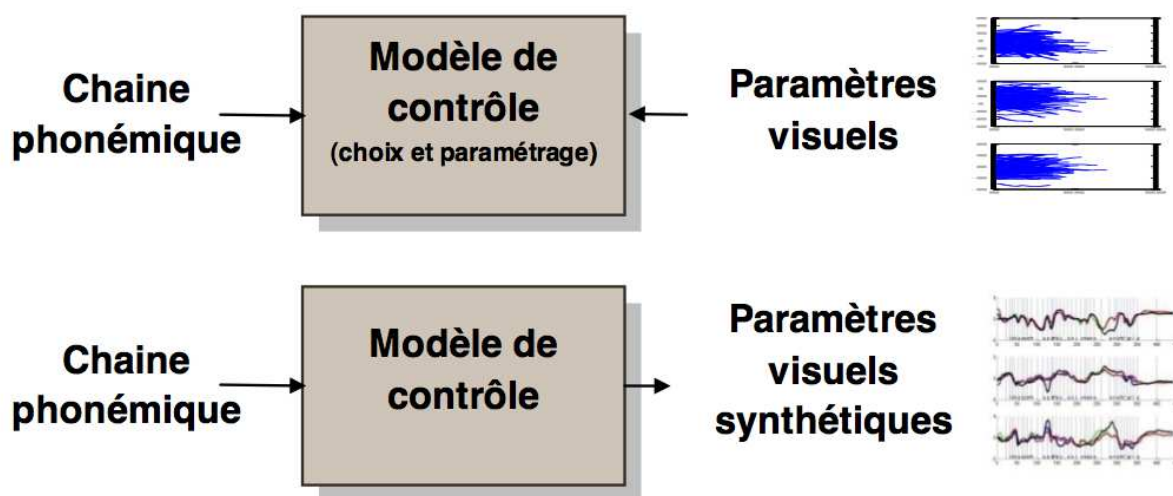 Chaine
phonémique
Modèle de
contrôle
(choix et paramétrage)
Paramètres
visuels
Chaine
phonémique
Modèle de
contrôle
Paramètres
visuels
synthétiques